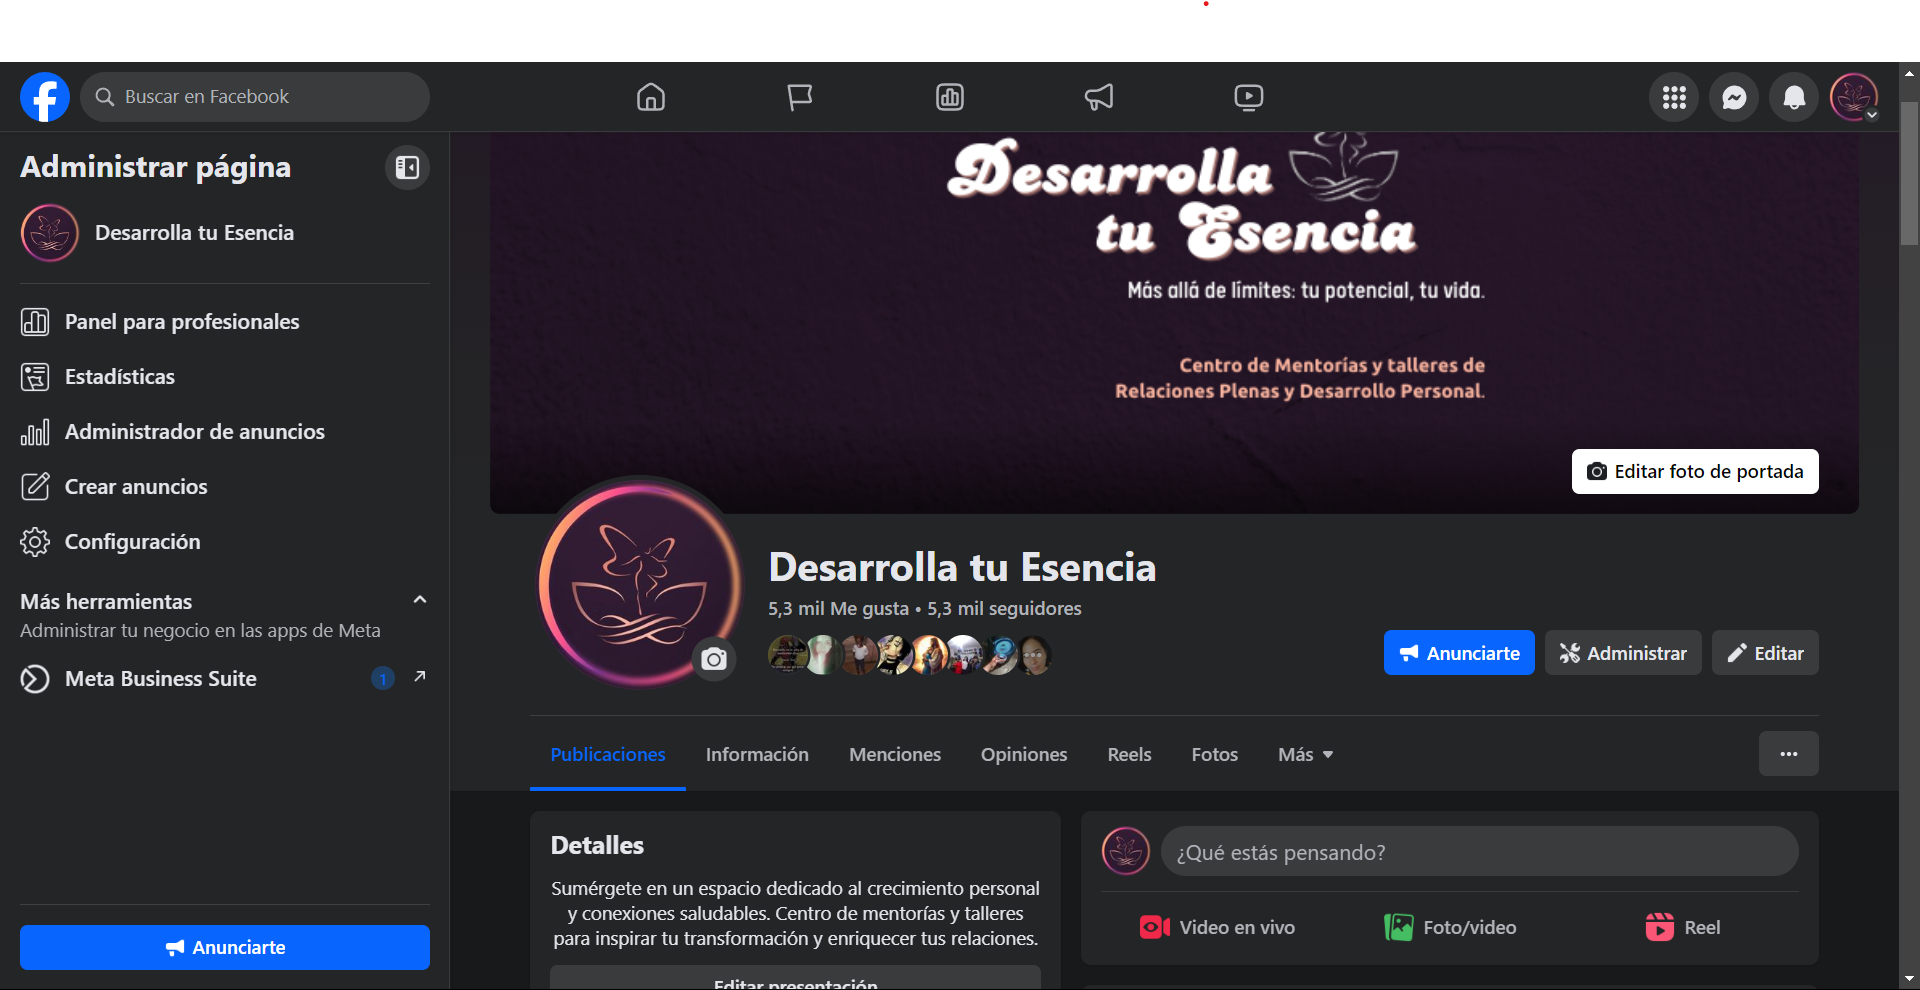 Buscar en Facebook
Administrar página
Desarrolla tu Esencia
Panel para profesionales
Estadísticas
Administrador de anuncios
Crear anuncios
Configuración
Más herramientas
Administrar tu negocio en las apps de Meta
Meta Business Suite
1
Anunciarte
Desarrolla
tu Esencia
Más allá de límites: tu potencial, tu vida.
Centro de Mentorías y talleres de
Relaciones Plenas y Desarrollo Personal.
Editar foto de portada
Desarrolla tu Esencia
5,3 mil Me gusta • 5,3 mil seguidores
Anunciarte
Administrar
Editar
Publicaciones
Información
Menciones
Opiniones
Reels
Fotos
Más
Detalles
Sumérgete en un espacio dedicado al crecimiento personal
y conexiones saludables. Centro de mentorías y talleres
para inspirar tu transformación y enriquecer tus relaciones.
Editar presentación
¿Qué estás pensando?
Video en vivo
Foto/video
Reel